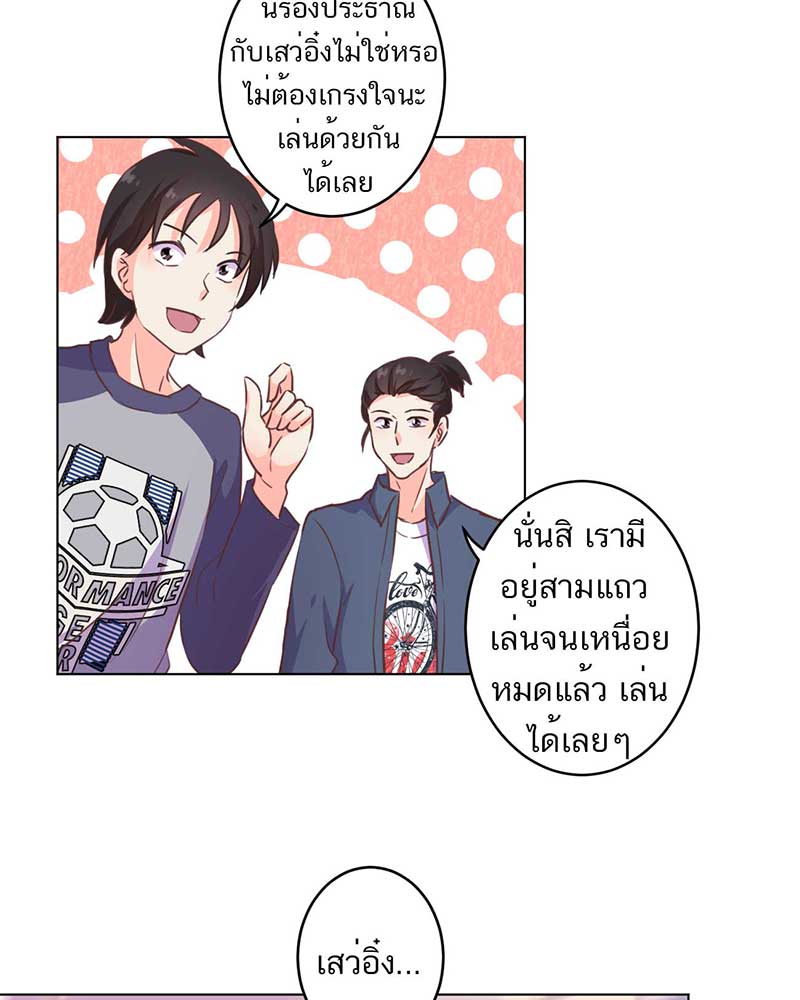 นรองประธาณ
กับเสว่อิ๋งไม่ใช่หรอ
ไม่ต้องเกรงใจนะ
เล่นด้วยกัน
ได้เลย
นั่นสิ เรามี
อยู่สามแถว
เล่นจนเหนื่อย
หมดแล้ว เล่น
ได้เลยๆ
ORMANCE
SE
R
love
เสว่อิ๋ง...